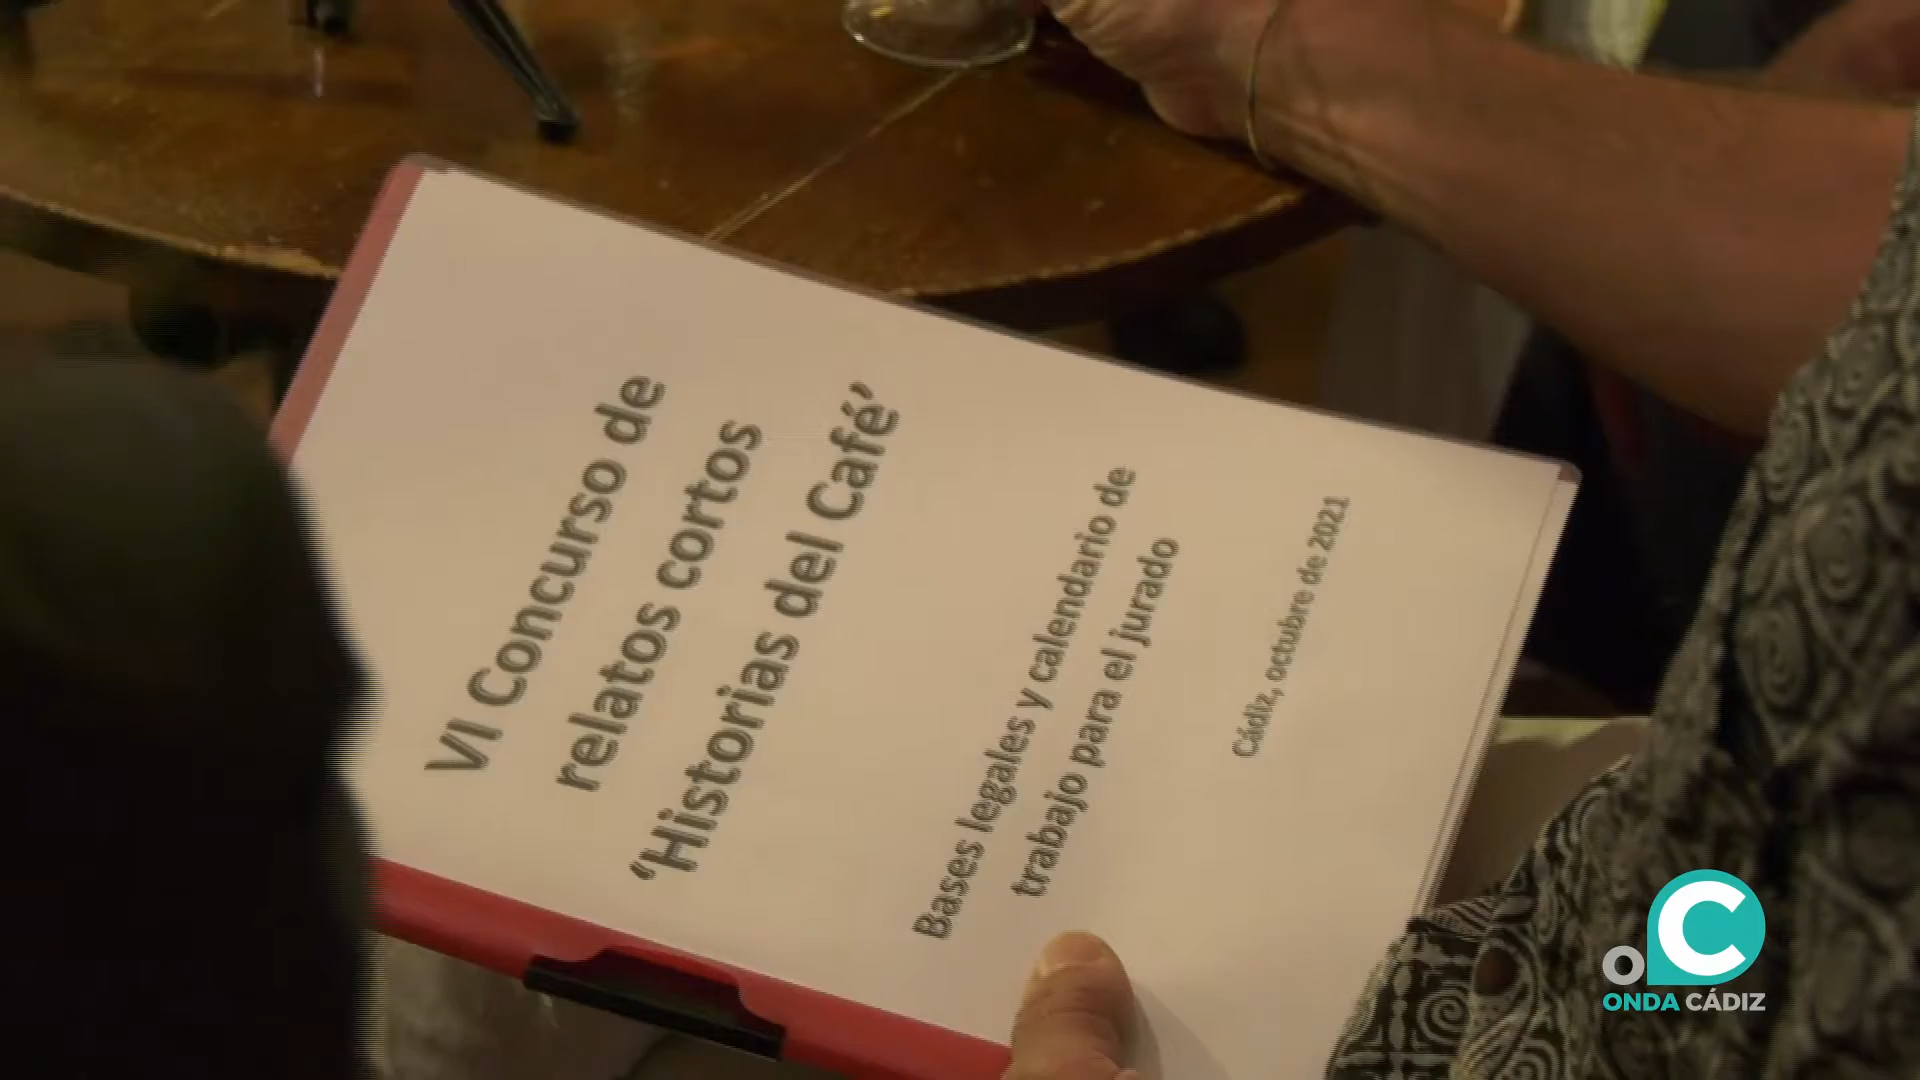 VI Concurso de
relatos cortos
“Historias del Café’
Bases legales y calendario de
trabajo para el jurado
Cádiz, octubre de 2021
OC
ONDA CÁDIZ